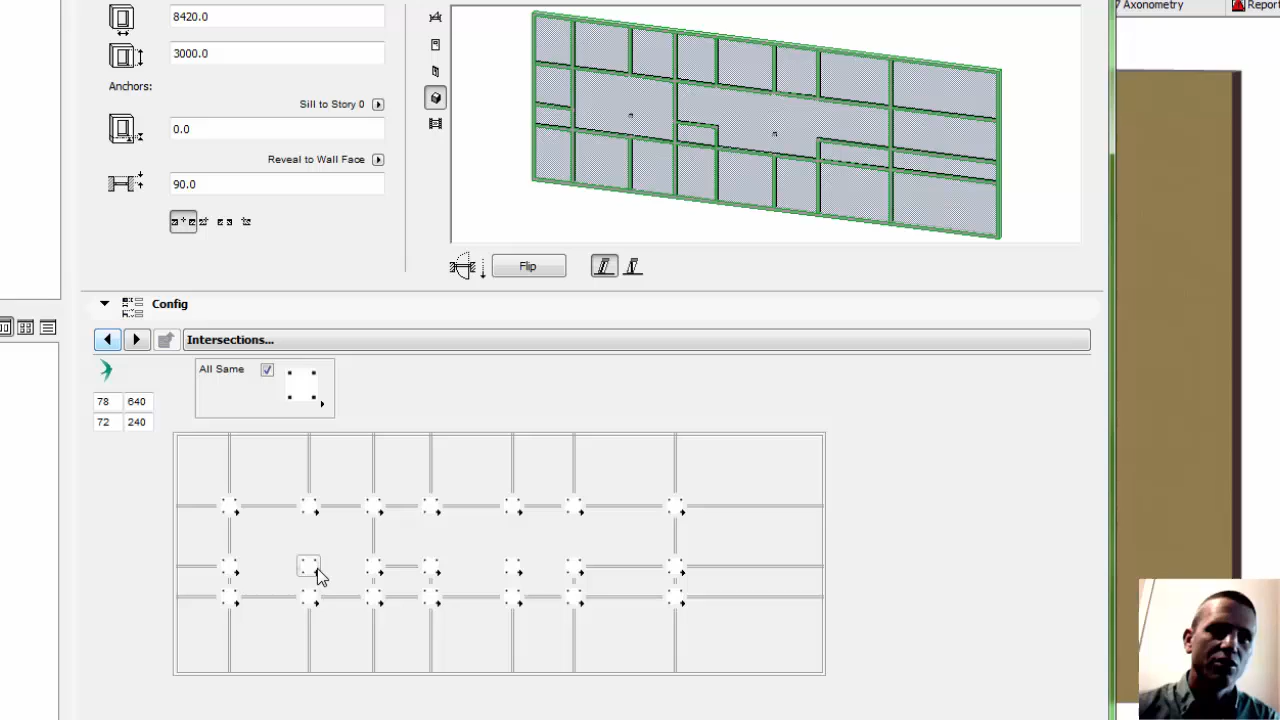 8420.0
Axonometry
Report
3000.0
Anchors:
Sill to Story 0
0.0
Reveal to Wall Face
90.0
Flip
Config
Intersections...
All Same
78 640
72 240